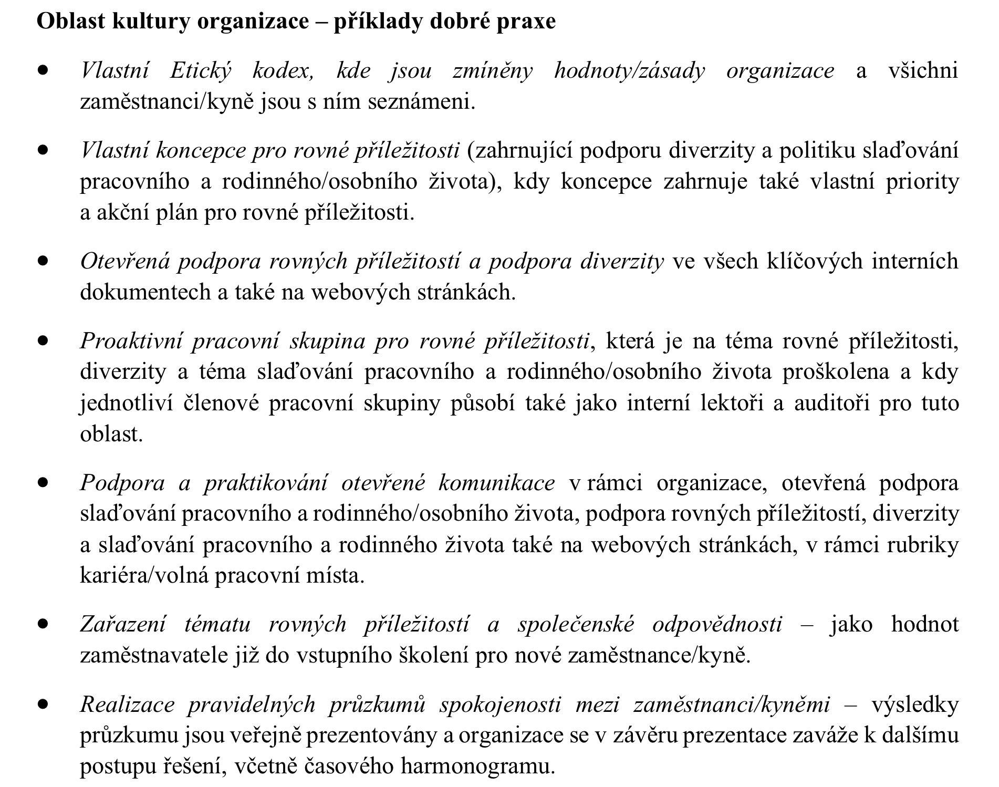 Oblast kultury organizace – příklady dobré praxe
● Vlastní Etický kodex, kde jsou zmíněny hodnoty/zásady organizace a všichni
zaměstnanci/kyně jsou s ním seznámeni.
● Vlastní koncepce pro rovné příležitosti (zahrnující podporu diverzity a politiku slaďování
pracovního a rodinného/osobního života), kdy koncepce zahrnuje také vlastní priority
a akční plán pro rovné příležitosti.
● Otevřená podpora rovných příležitostí a podpora diverzity ve všech klíčových interních
dokumentech a také na webových stránkách.
● Proaktivní pracovní skupina pro rovné příležitosti, která je na téma rovné příležitosti,
diverzity a téma slaďování pracovního a rodinného/osobního života proškolena a kdy
jednotliví členové pracovní skupiny působí také jako interní lektoři a auditoři pro tuto
oblast.
● Podpora a praktikování otevřené komunikace v rámci organizace, otevřená podpora
slaďování pracovního a rodinného/osobního života, podpora rovných příležitostí, diverzity
a slaďování pracovního a rodinného života také na webových stránkách, v rámci rubriky
kariéra/volná pracovní místa.
● Zařazení tématu rovných příležitostí a společenské odpovědnosti – jako hodnot
zaměstnavatele již do vstupního školení pro nové zaměstnance/kyně.
● Realizace pravidelných průzkumů spokojenosti mezi zaměstnanci/kyněmi – výsledky
průzkumu jsou veřejně prezentovány a organizace se v závěru prezentace zaváže k dalšímu
postupu řešení, včetně časového harmonogramu.